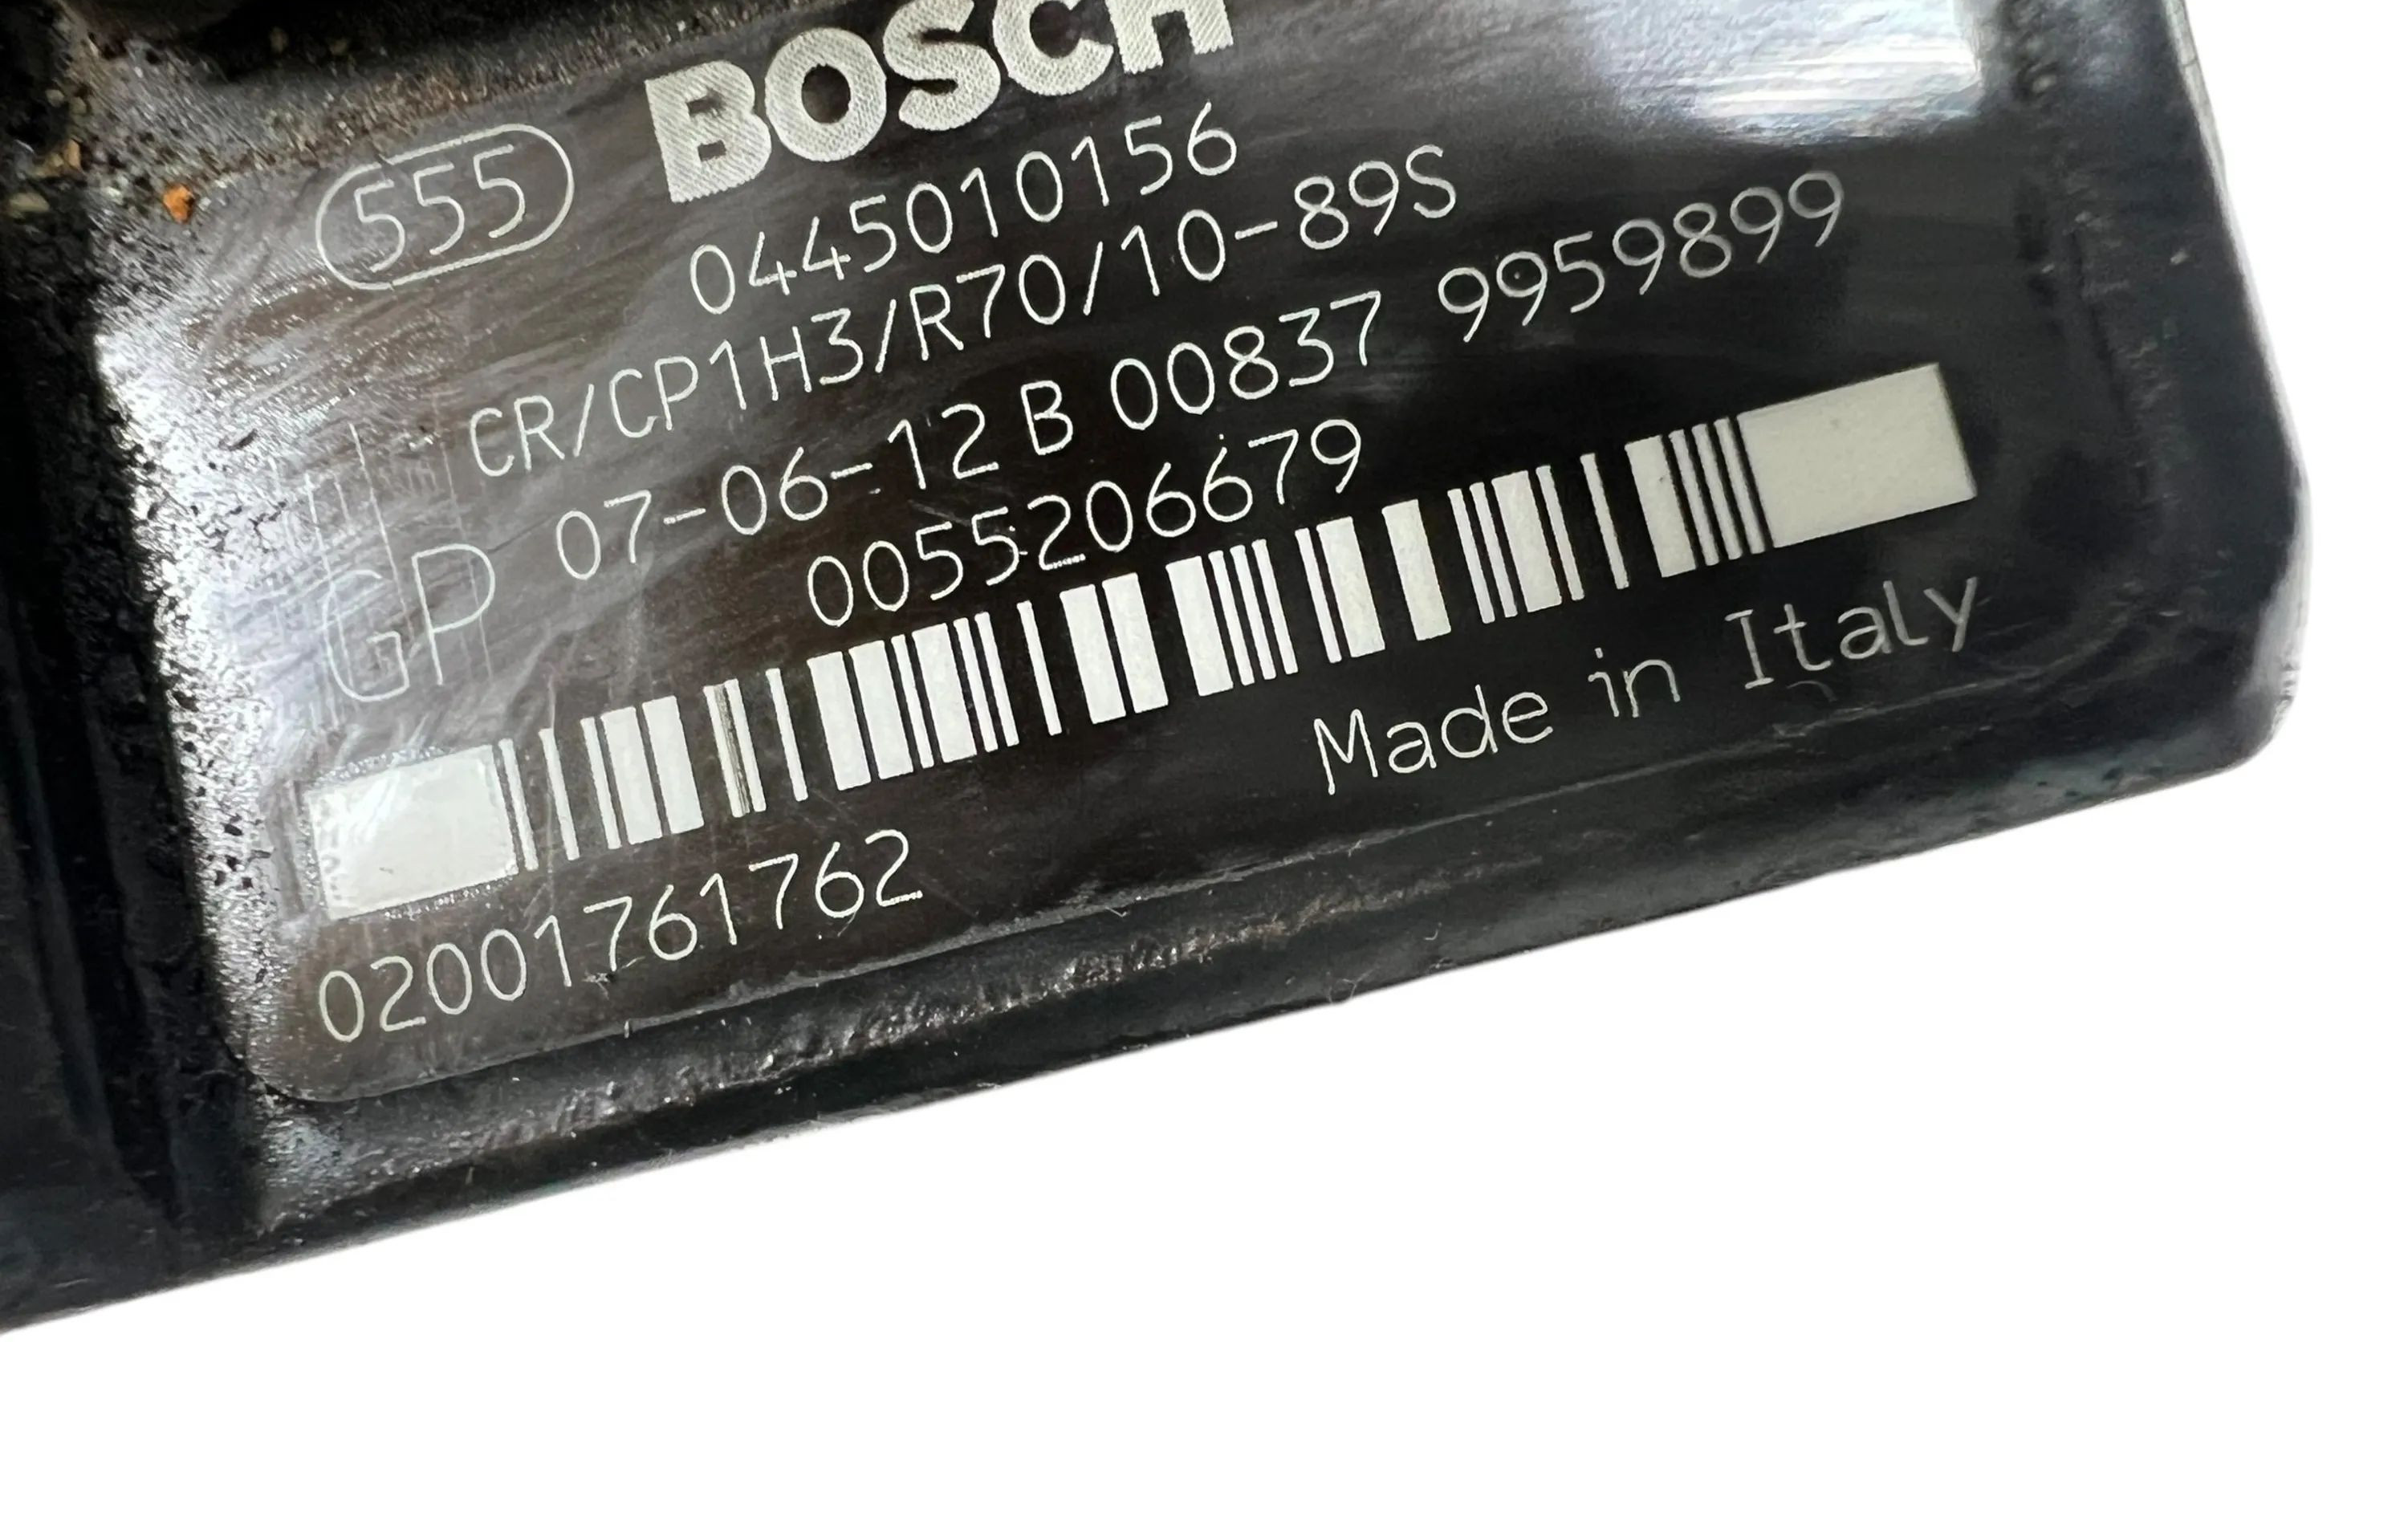 BOSCH
555
0445010156
CR/CP1H3/R70/10-89S
GP 07-06-12 B 00837 9959899
0055206679
02001761762
Made in Italy